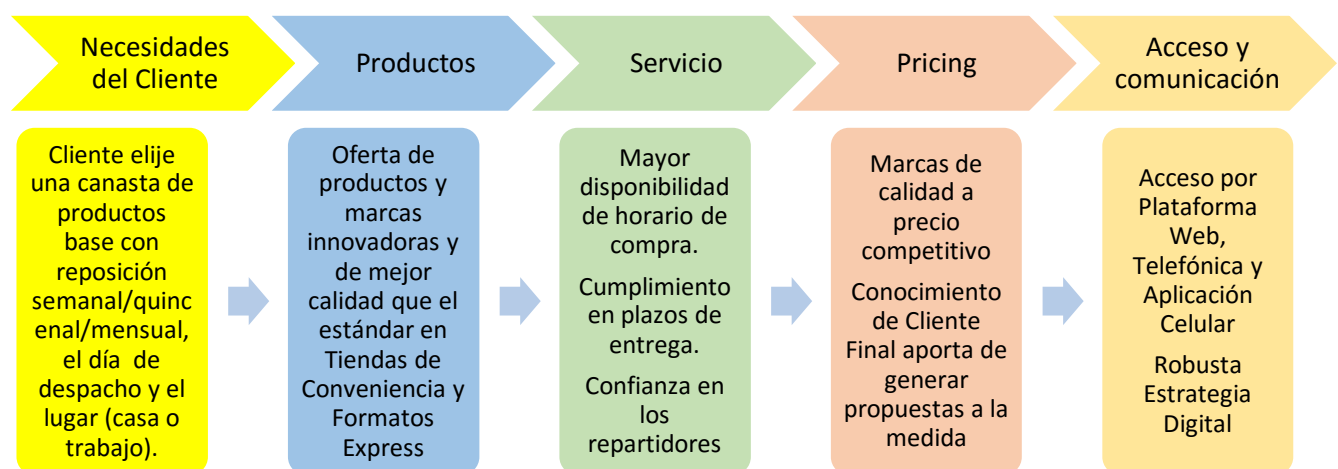 Necesidades
del Cliente
Productos
Servicio
Pricing
Acceso y
comunicación
Cliente elije
una canasta de
productos
base con
reposición
semanal/quinc
enal/mensual,
el día de
despacho y el
lugar (casa o
trabajo).
Oferta de
productos y
marcas
innovadoras y
de mejor
calidad que el
estándar en
Tiendas de
Conveniencia y
Formatos
Express
Mayor
disponibilidad
de horario de
compra.
Cumplimiento
en plazos de
entrega.
Confianza en
los
repartidores
Marcas de
calidad a
precio
competitivo
Conocimiento
de Cliente
Final aporta de
generar
propuestas a la
medida
Acceso por
Plataforma
Web,
Telefónica y
Aplicación
Celular
Robusta
Estrategia
Digital